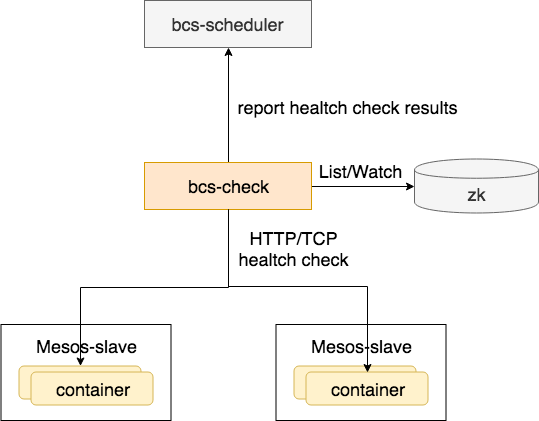 bcs-scheduler
report healtch check results
bcs-check
List/Watch
zk
HTTP/TCP
healtch check
Mesos-slave
container
Mesos-slave
container